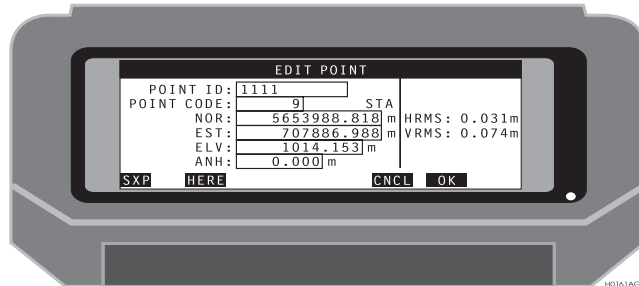 EDIT POINT
POINT ID: 1111
POINT CODE: 9 STA
NOR: 5653988.818 m HRMS: 0.031m
EST: 707886.988 m VRMS: 0.074m
ELV: 1014.153 m
ANH: 0.000 m
SXP HERE CNCL OK
H0161AG